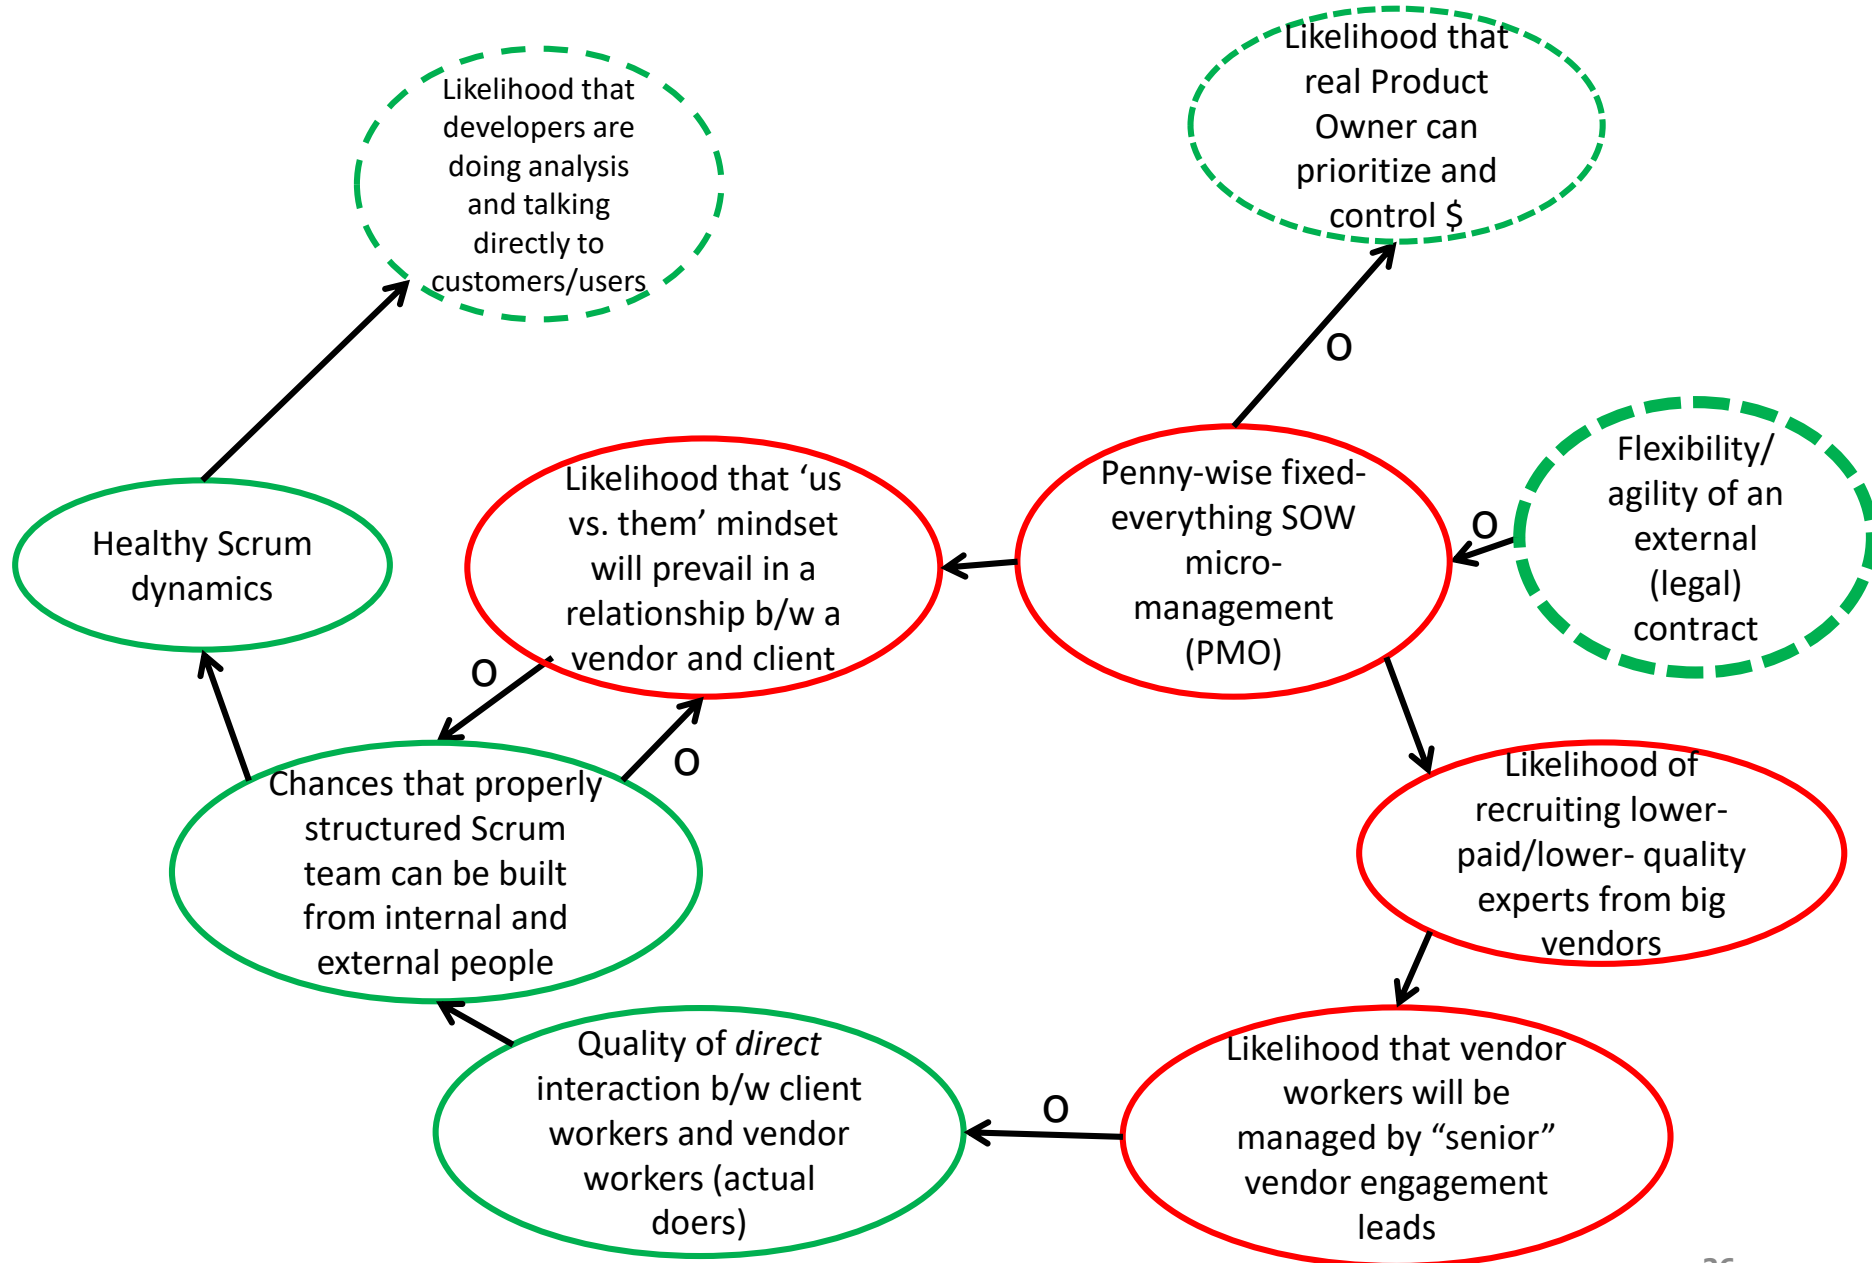 Likelihood that
developers are
doing analysis
and talking
directly to
customers/users
Likelihood that
real Product
Owner can
prioritize and
control $
o
Flexibility/
agility of an
external
(legal)
contract
o
Penny-wise fixed-
everything SOW
micro-
management
(PMO)
Likelihood that ‘us
vs. them’ mindset
will prevail in a
relationship b/w a
vendor and client
Healthy Scrum
dynamics
o
o
Chances that properly
structured Scrum
team can be built
from internal and
external people
Likelihood of
recruiting lower-
paid/lower- quality
experts from big
vendors
Quality of direct
interaction b/w client
workers and vendor
workers (actual
doers)
o
Likelihood that vendor
workers will be
managed by “senior”
vendor engagement
leads